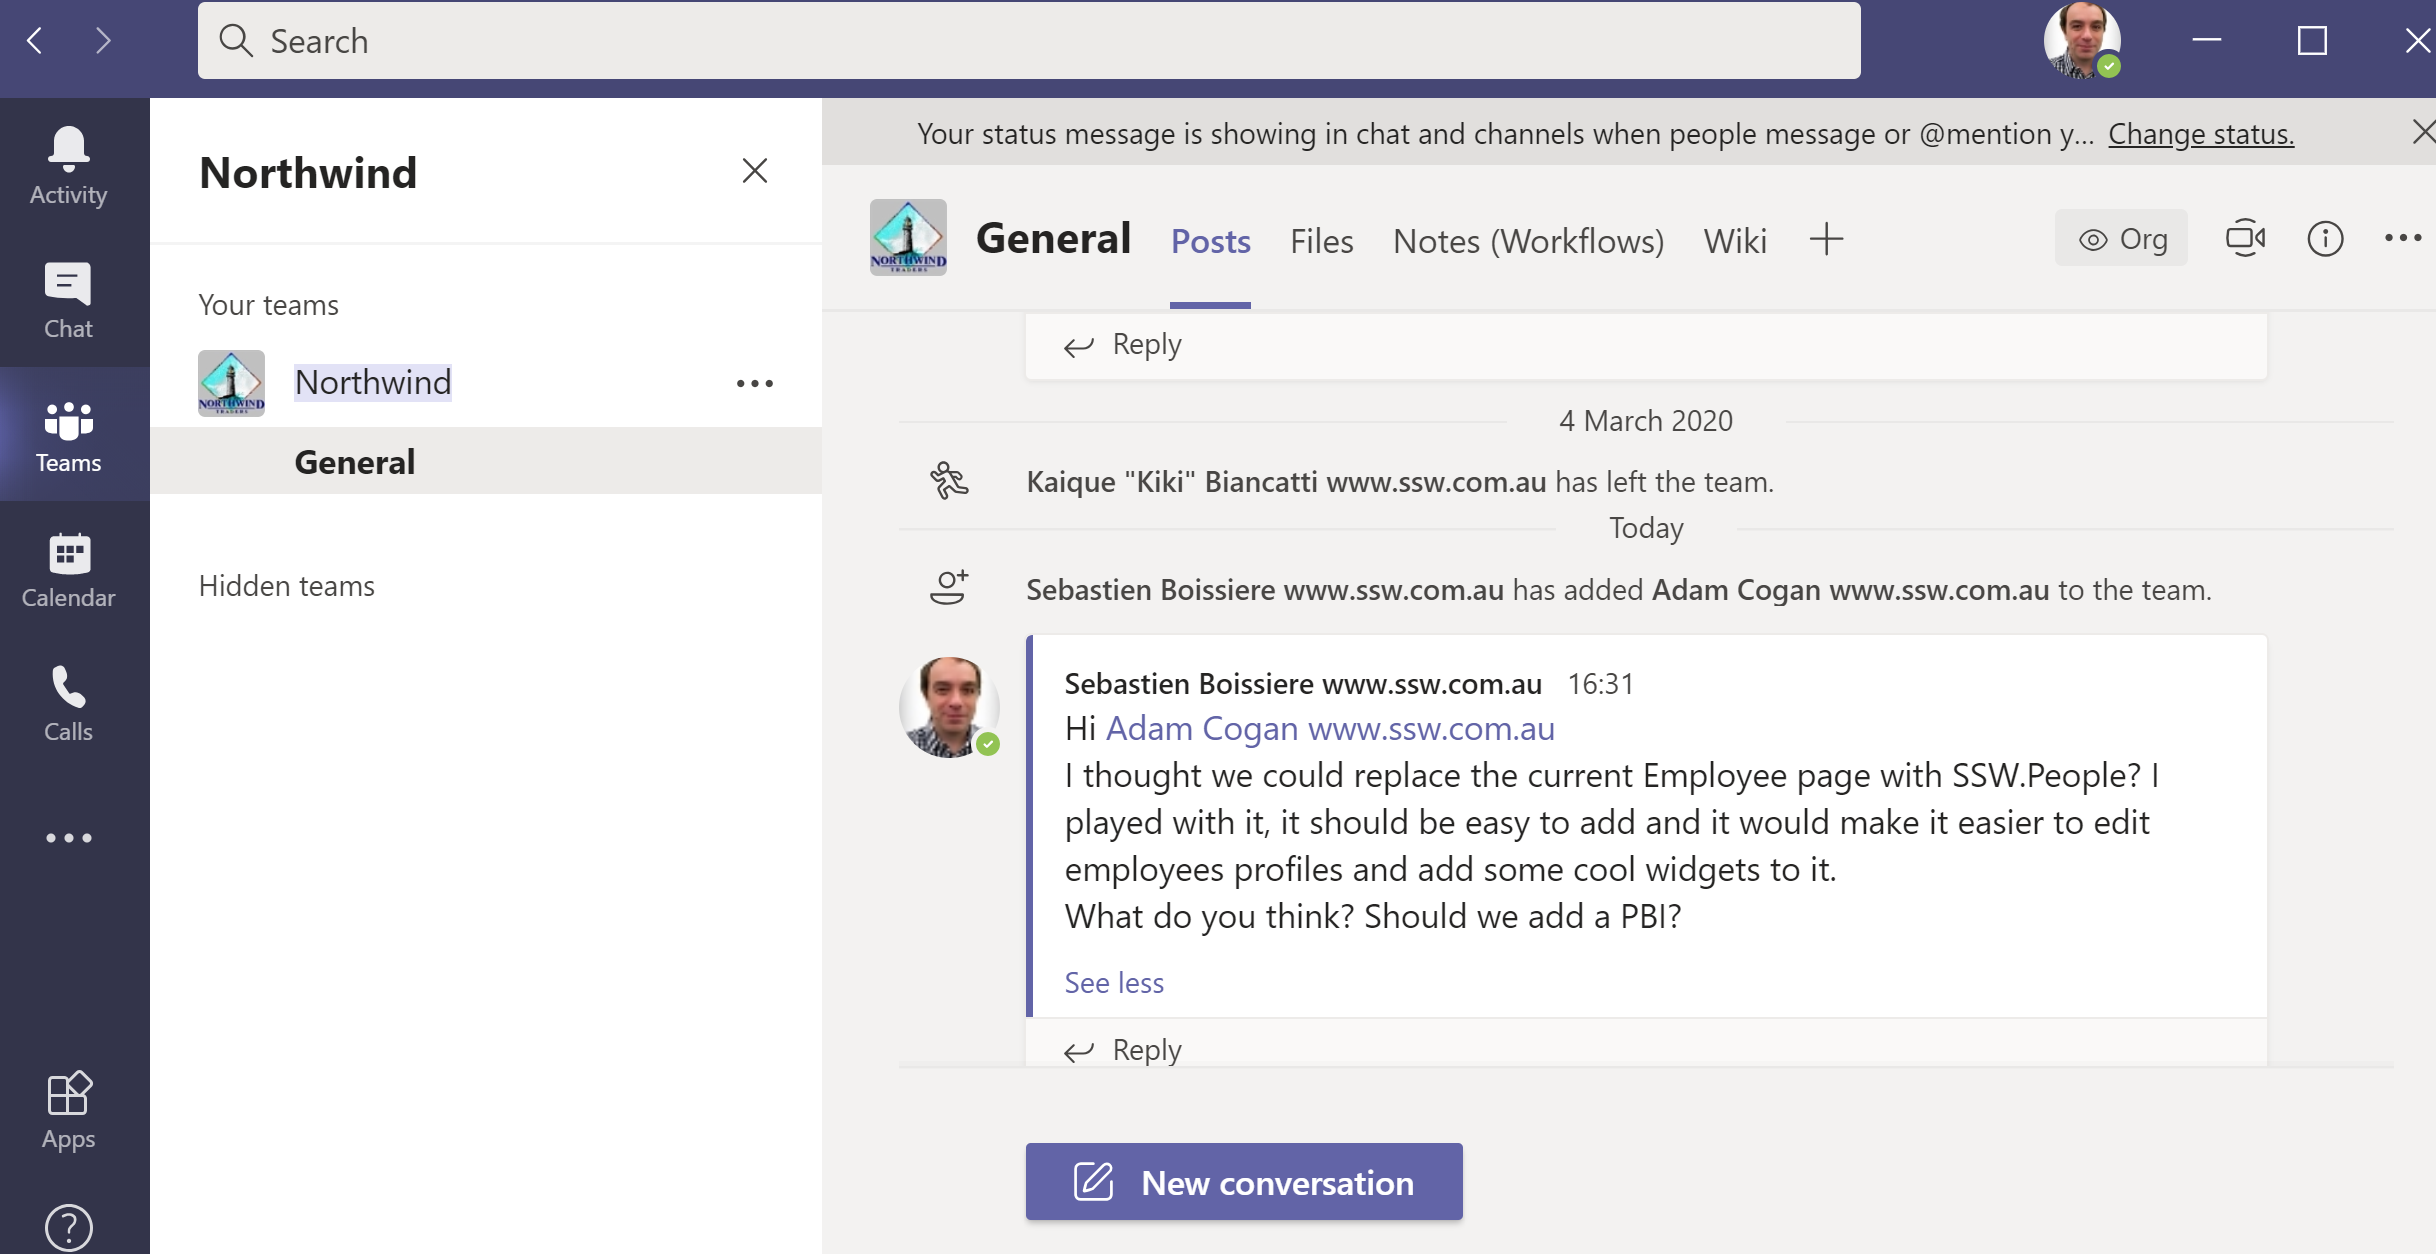 Search
Your status message is showing in chat and channels when people message or @mention y... Change status.
Activity
Chat
Teams
Calendar
Calls
Apps
Northwind
Your teams
NORTHWIND
TRADERS
Northwind
General
Hidden teams
NORTHWIND
TRADERS
General Posts Files Notes (Workflows) Wiki Org
Reply
4 March 2020
Kaique "Kiki" Biancatti www.ssw.com.au has left the team.
Today
Sebastien Boissiere www.ssw.com.au has added Adam Cogan www.ssw.com.au to the team.
Sebastien Boissiere www.ssw.com.au 16:31
Hi Adam Cogan www.ssw.com.au
I thought we could replace the current Employee page with SSW.People? I
played with it, it should be easy to add and it would make it easier to edit
employees profiles and add some cool widgets to it.
What do you think? Should we add a PBI?
See less
Reply
New conversation